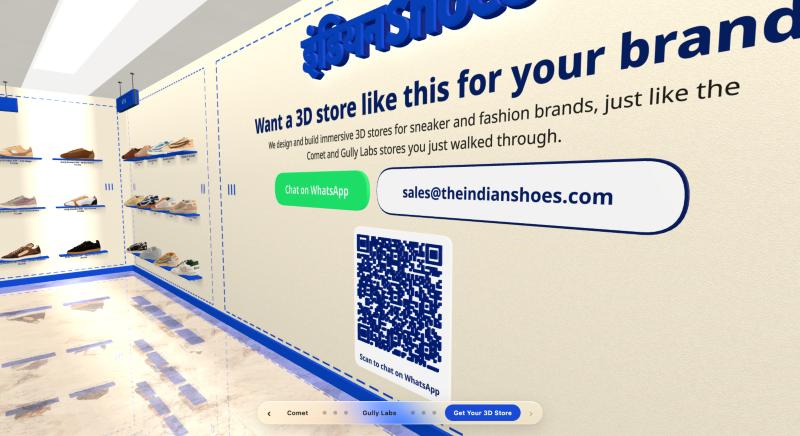 इंडियनShoes
Want a 3D store like this for your brand
We design and build immersive 3D stores for sneaker and fashion brands, just like the
Comet and Gully Labs stores you just walked through.
Chat on WhatsApp
sales@theindianshoes.com
Scan to chat on WhatsApp
Comet
Gully Labs
Get Your 3D Store